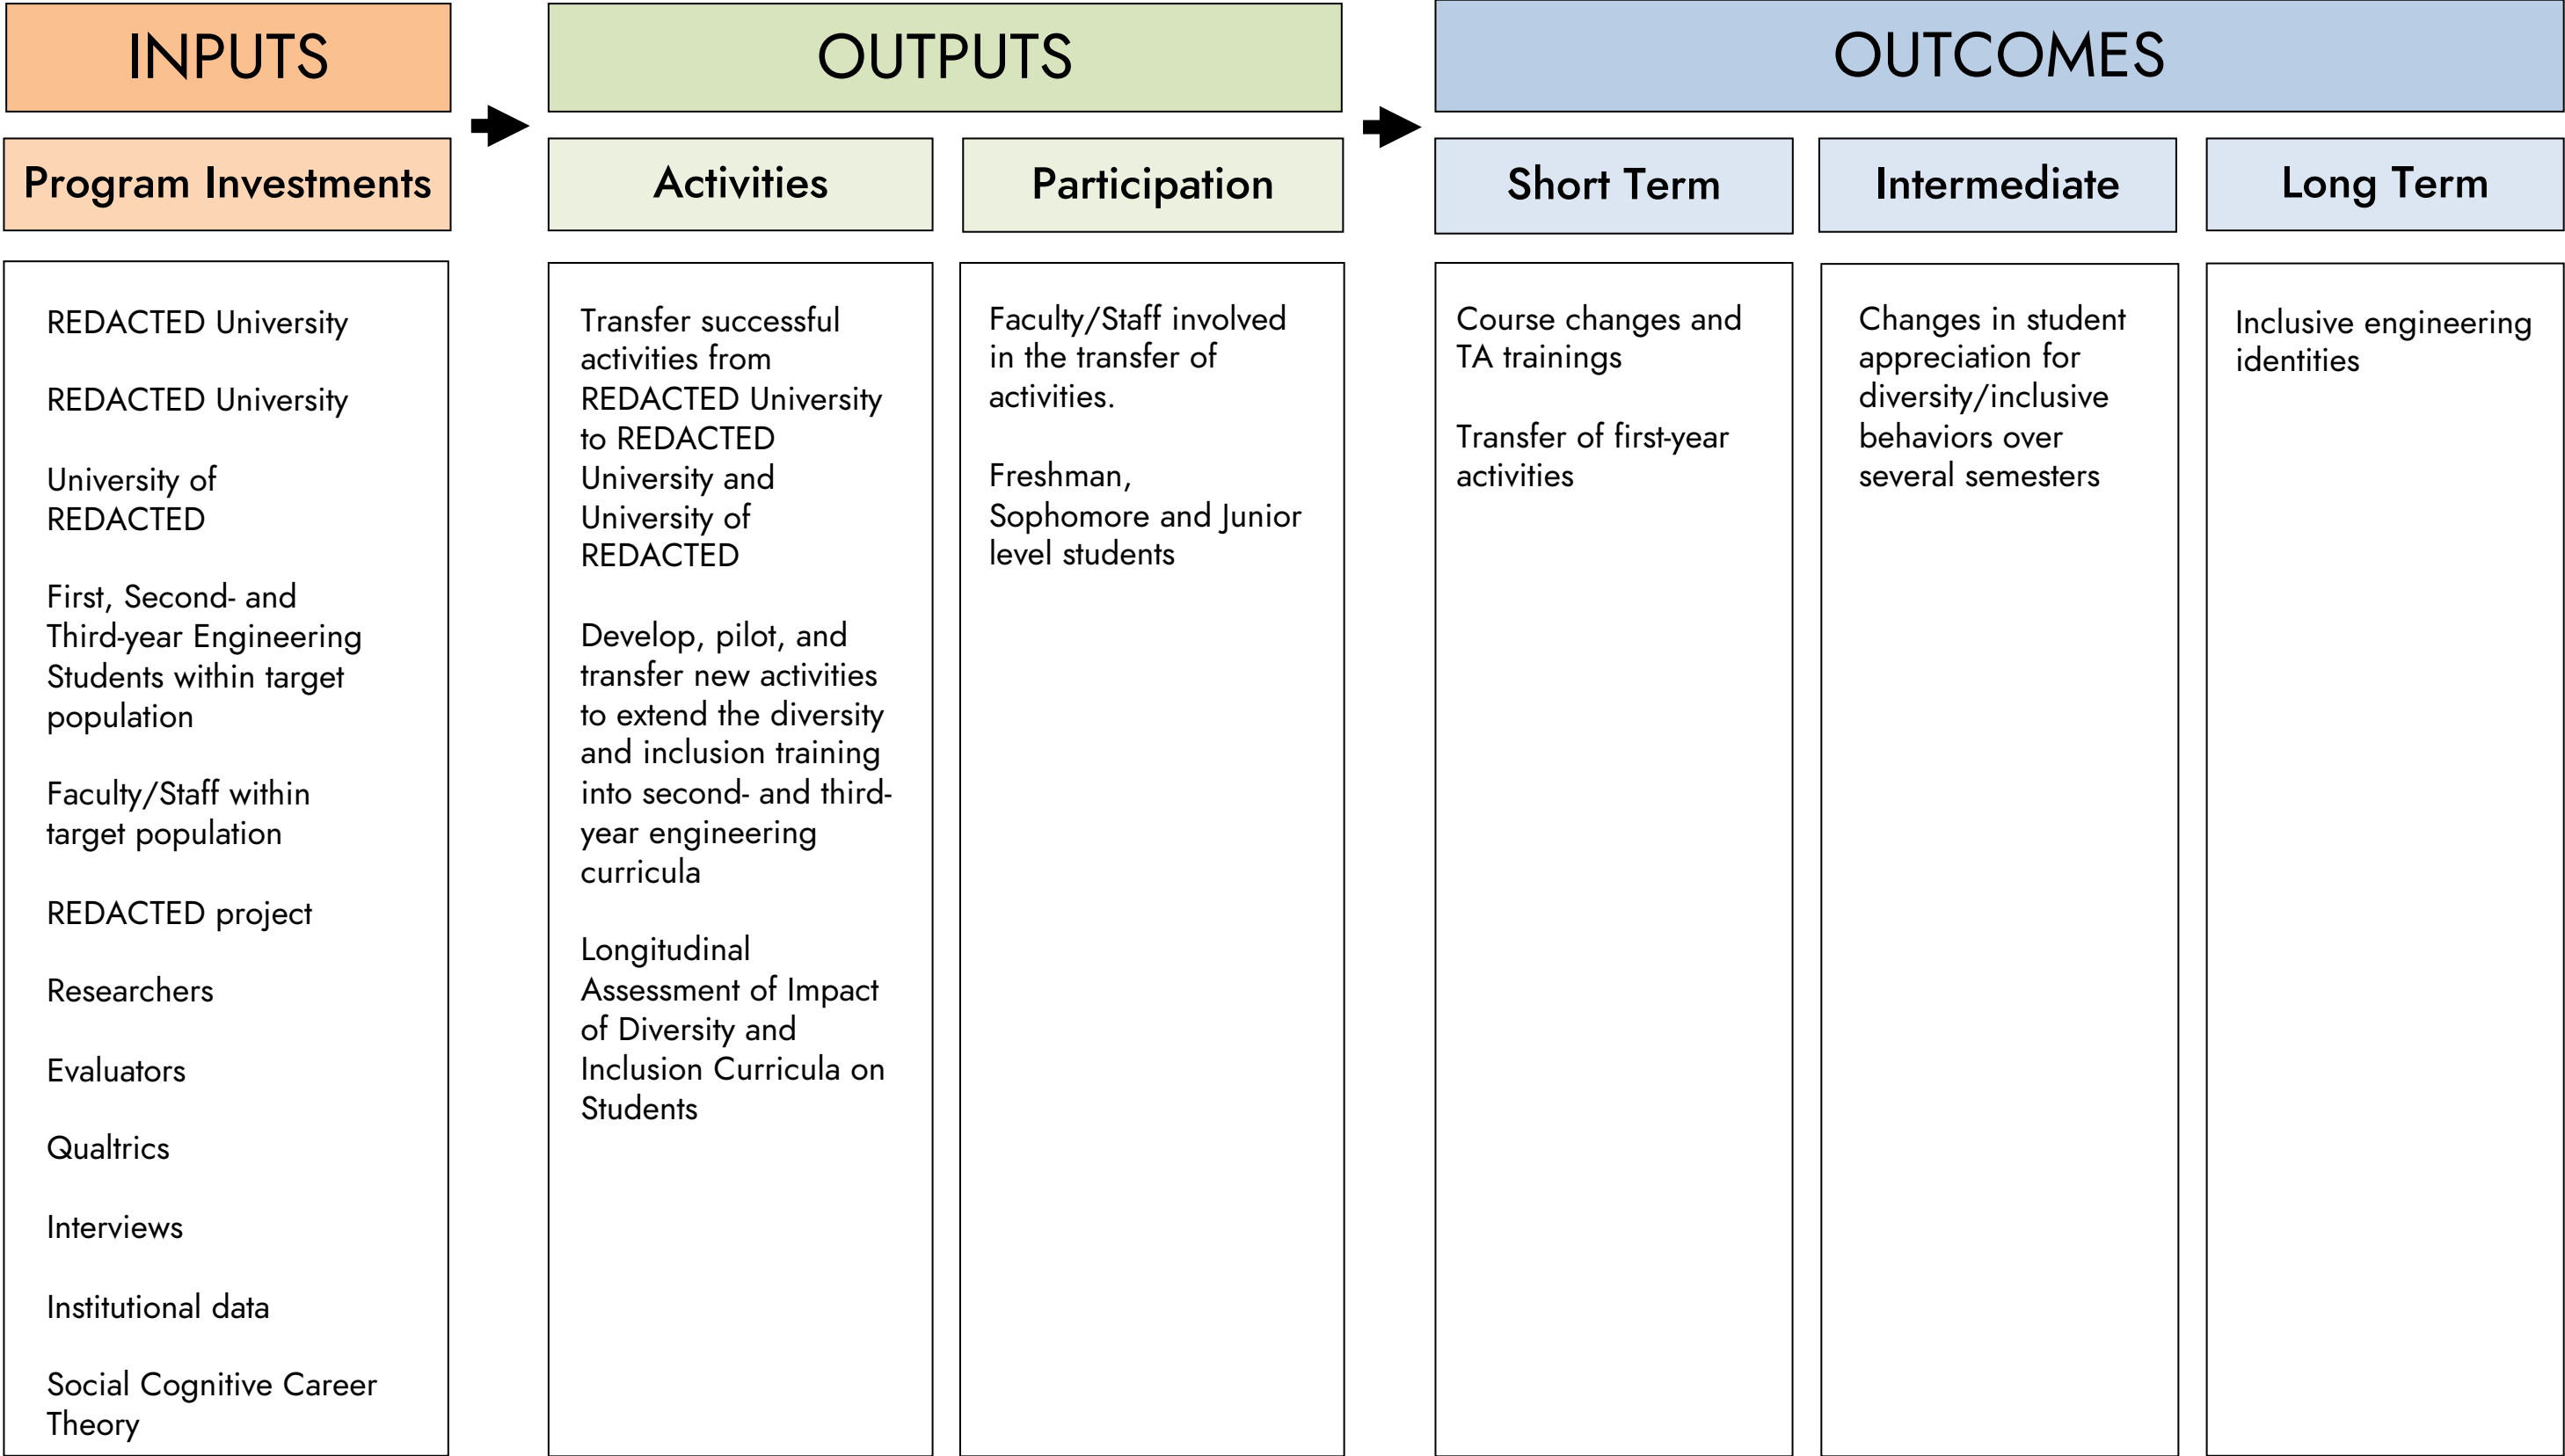 INPUTS
Program Investments
REDACTED University
REDACTED University
University of
REDACTED
First, Second- and
Third-year Engineering
Students within target
population
Faculty/Staff within
target population
REDACTED project
Researchers
Evaluators
Qualtrics
Interviews
Institutional data
Social Cognitive Career
Theory
OUTPUTS
Activities
Transfer successful
activities from
REDACTED University
to REDACTED
University and
University of
REDACTED
Develop, pilot, and
transfer new activities
to extend the diversity
and inclusion training
into second- and third-
year engineering
curricula
Longitudinal
Assessment of Impact
of Diversity and
Inclusion Curricula on
Students
Participation
Faculty/Staff involved
in the transfer of
activities.
Freshman,
Sophomore and Junior
level students
OUTCOMES
Short Term
Course changes and
TA trainings
Transfer of first-year
activities
Intermediate
Changes in student
appreciation for
diversity/inclusive
behaviors over
several semesters
Long Term
Inclusive engineering
identities